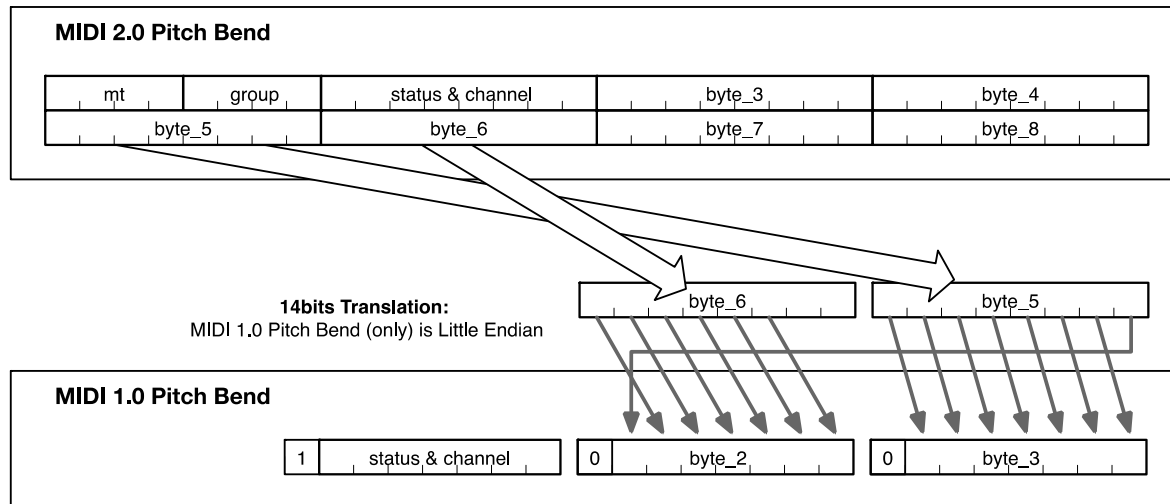 MIDI 2.0 Pitch Bend
mt group status & channel byte_3 byte_4
byte_5 byte_6 byte_7 byte_8
14bits Translation:
MIDI 1.0 Pitch Bend (only) is Little Endian
byte_6 byte_5
MIDI 1.0 Pitch Bend
1 status & channel 0 byte_2 0 byte_3